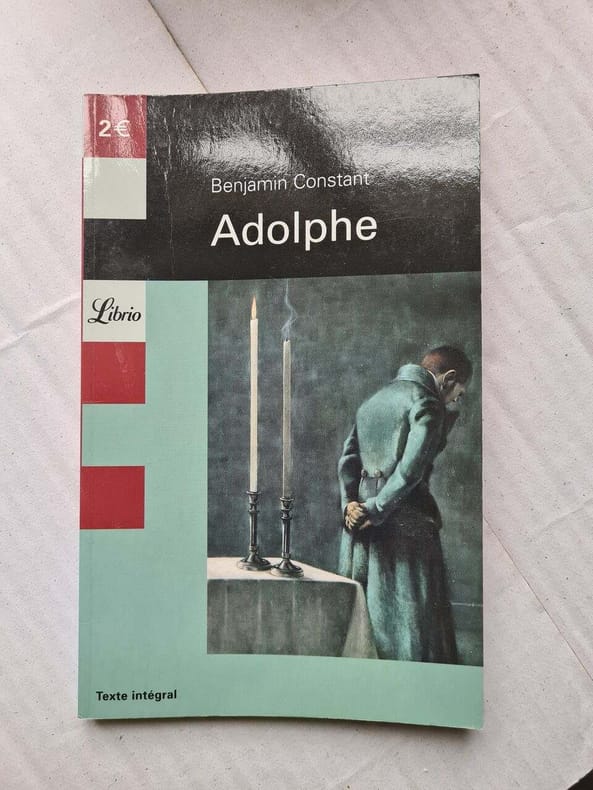 2€
Benjamin Constant
Adolphe
Librio
Texte intégral